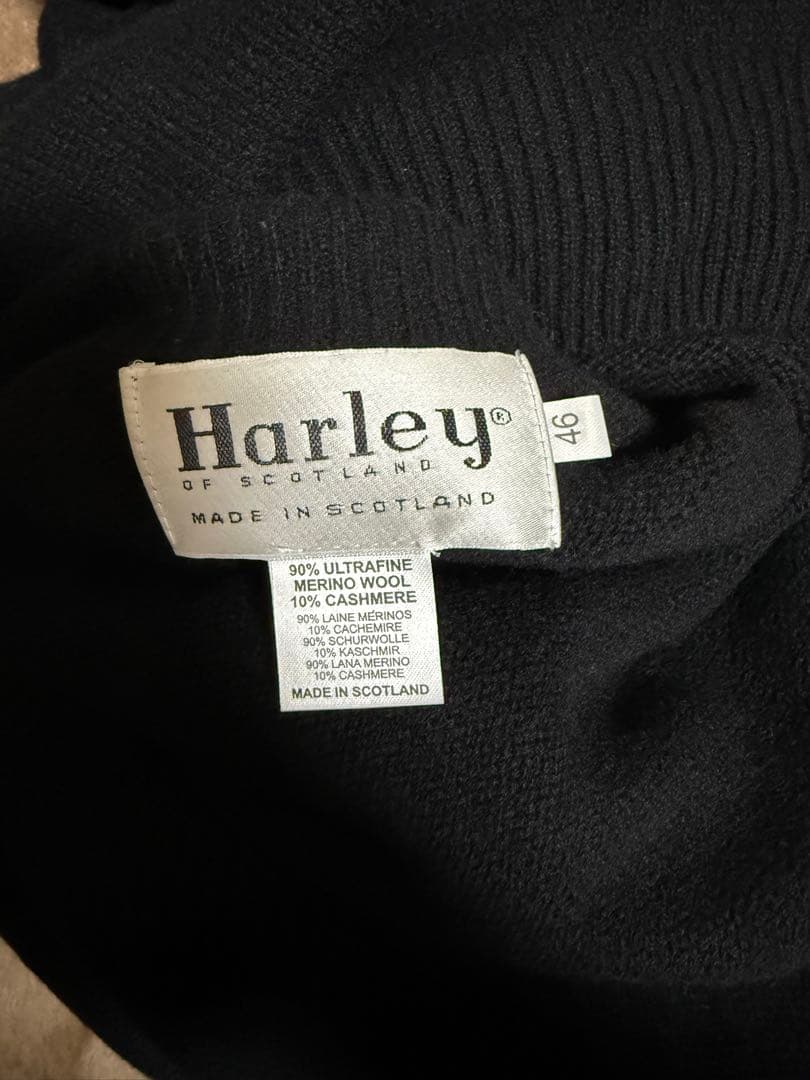 Harley®
OF SCOTLAND
MADE IN SCOTLAND
46
90% ULTRAFINE
MERINO WOOL
10% CASHMERE
90% LAINE MÉRINOS
10% CACHEMIRE
90% SCHURWOLLE
10% KASCHMIR
90% LANA MERINO
10% CASHMERE
MADE IN SCOTLAND